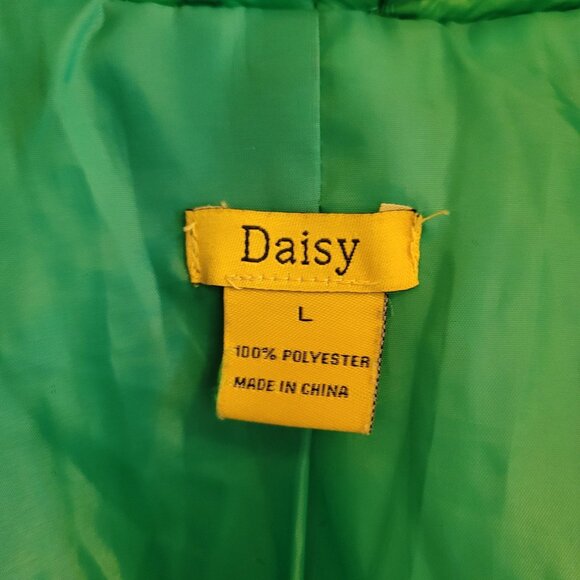 Daisy
L
100% POLYESTER
MADE IN CHINA